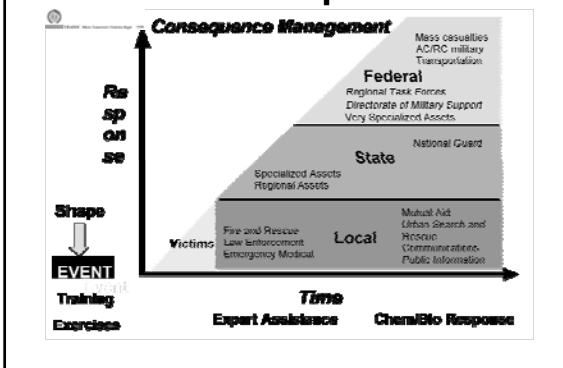 Consequence Management
Mass casualties
AC/RC military
Transportation
Federal
Regional Task Forces
Directorate of Military Support
Very Specialized Assets
Re
sp
on
se
National Guard
State
Specialized Assets
Regional Assets
Shape
Mutual Aid
Urban Search and
Rescue
Communications-
Public Information
Local
Fire and Rescue
Law Enforcement
Emergency Medical
Victims
EVENT
Time
Training
Exercises
Expert Assistance
Chem/Bio Response